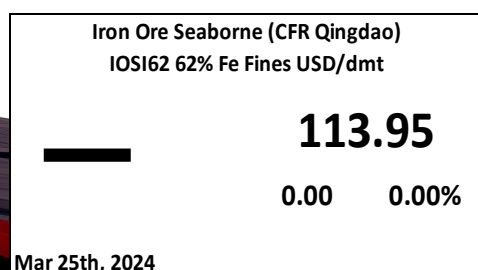 Iron Ore Seaborne (CFR Qingdao)
IOSI62 62% Fe Fines USD/dmt
113.95
0.00 0.00%
Mar 25th, 2024